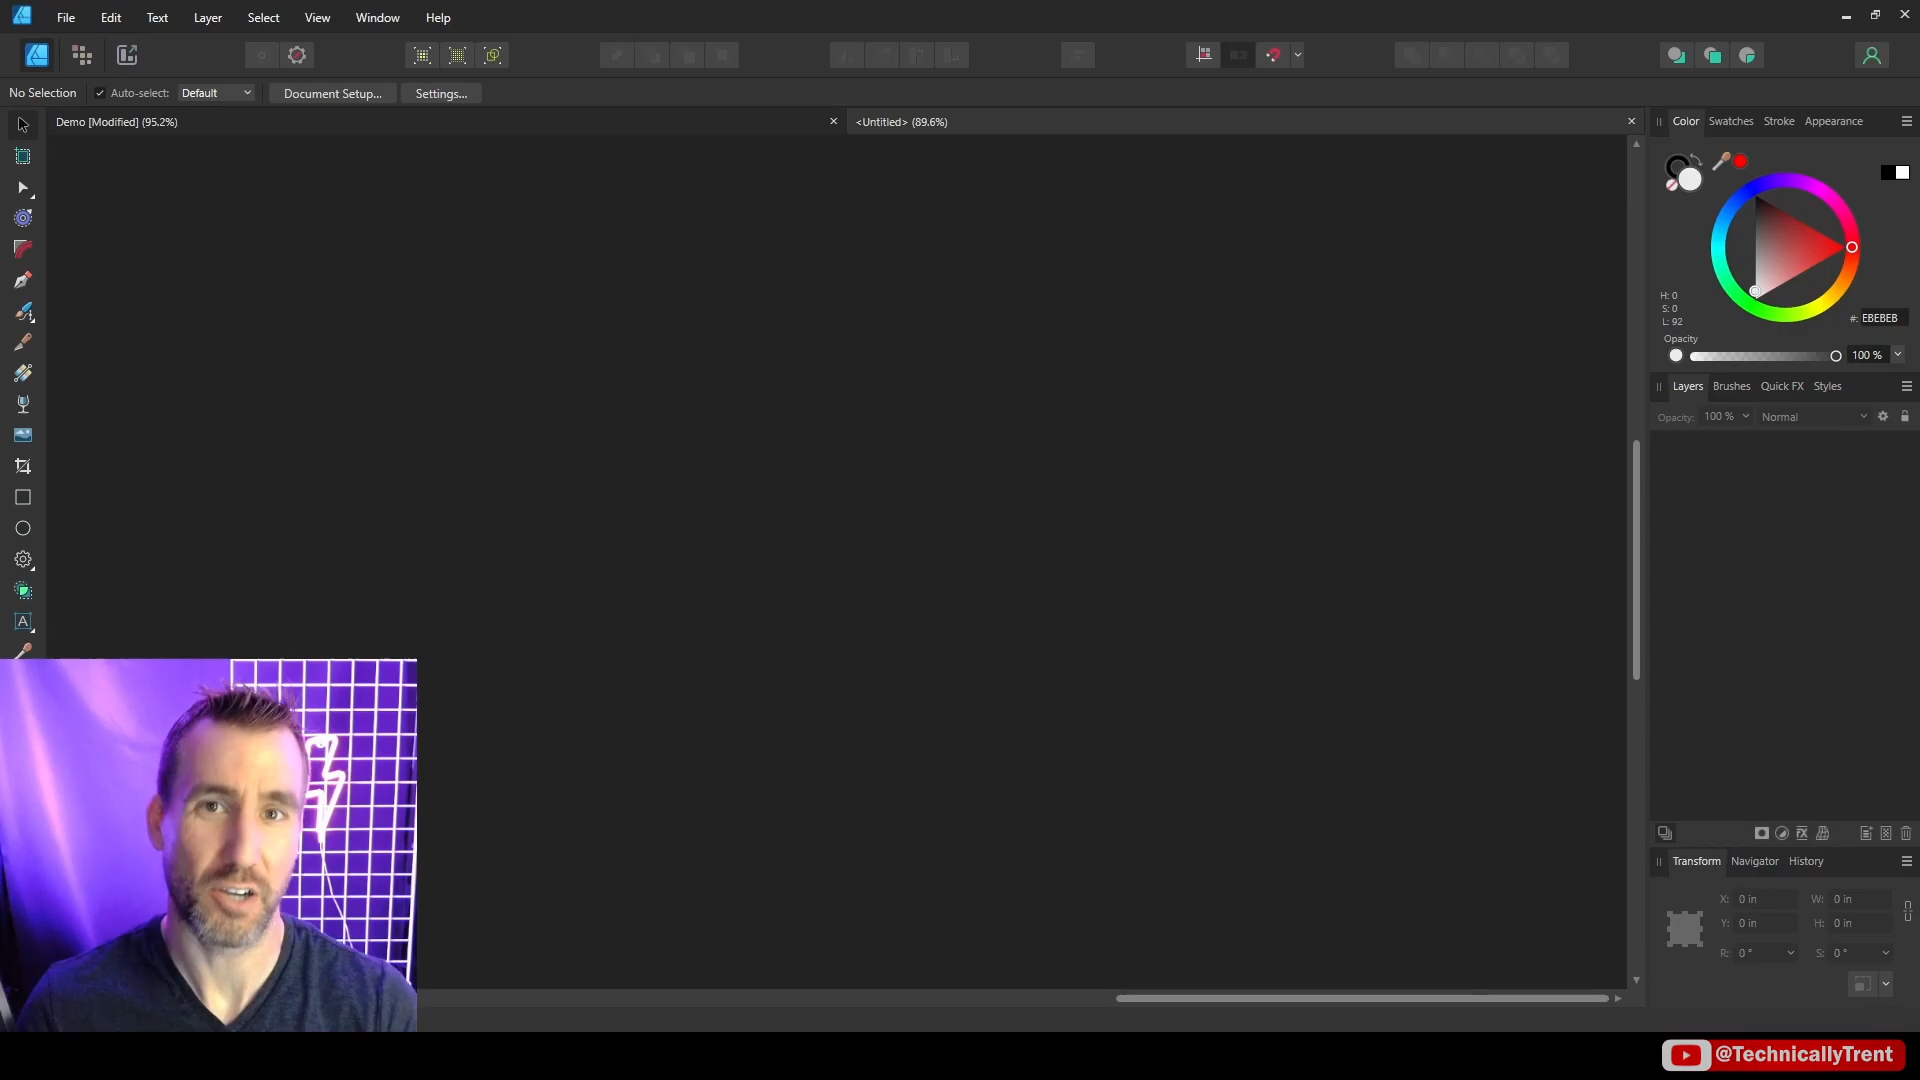 File Edit Text Layer Select View Window Help
No Selection Auto-select: Default Document Setup... Settings...
Demo [Modified] (95.2%)
<Untitled> (89.6%)
Color Swatches Stroke Appearance
H: 0
S: 0
L: 92
#: EBEBEB
Opacity
100 %
Layers Brushes Quick FX Styles
Opacity: 100 % Normal
Transform Navigator History
X: 0 in W: 0 in
Y: 0 in H: 0 in
R: 0 ° S: 0 °
@TechnicallyTrent